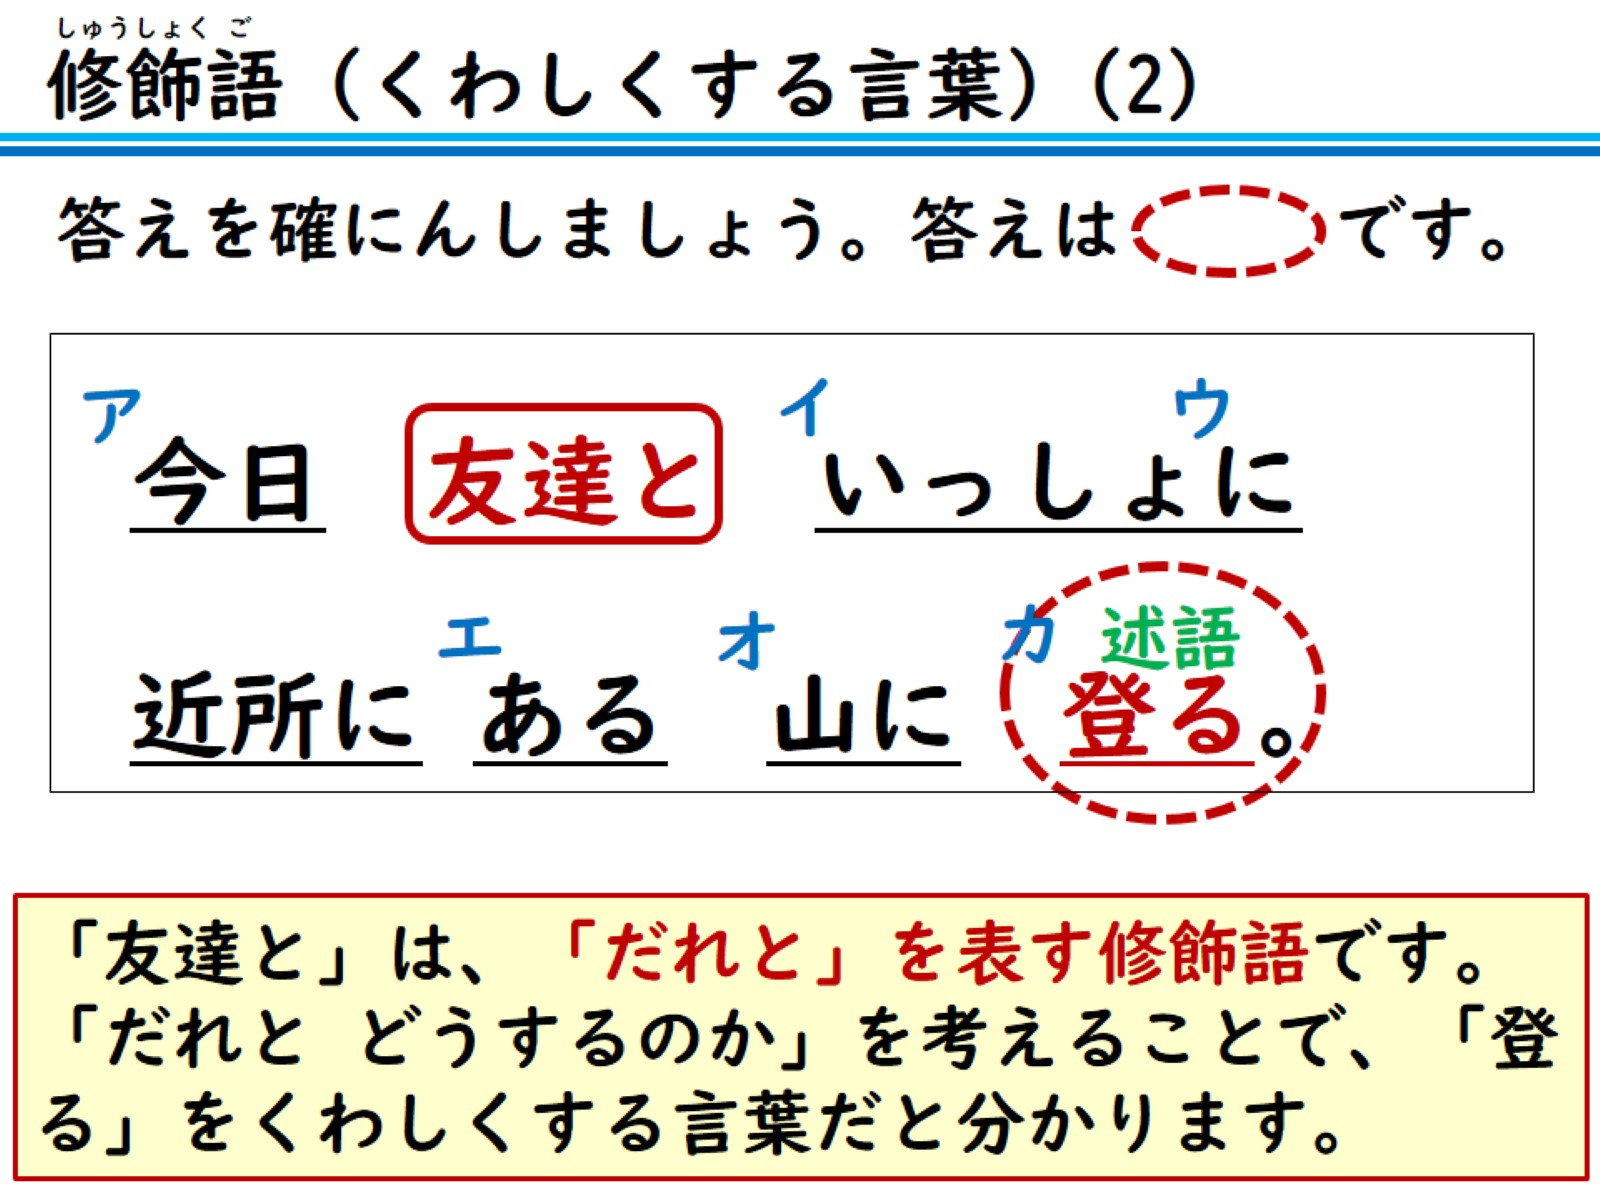 しゅうしょく ご
修飾語（くわしくする言葉）（2）
答えを確にんしましょう。答えは です。
ア イ ウ
今日 友達と いっしょに
エ オ カ 述語
近所に ある 山に 登る。
「友達と」は、「だれと」を表す修飾語です。
「だれと どうするのか」を考えることで、「登
る」をくわしくする言葉だと分かります。